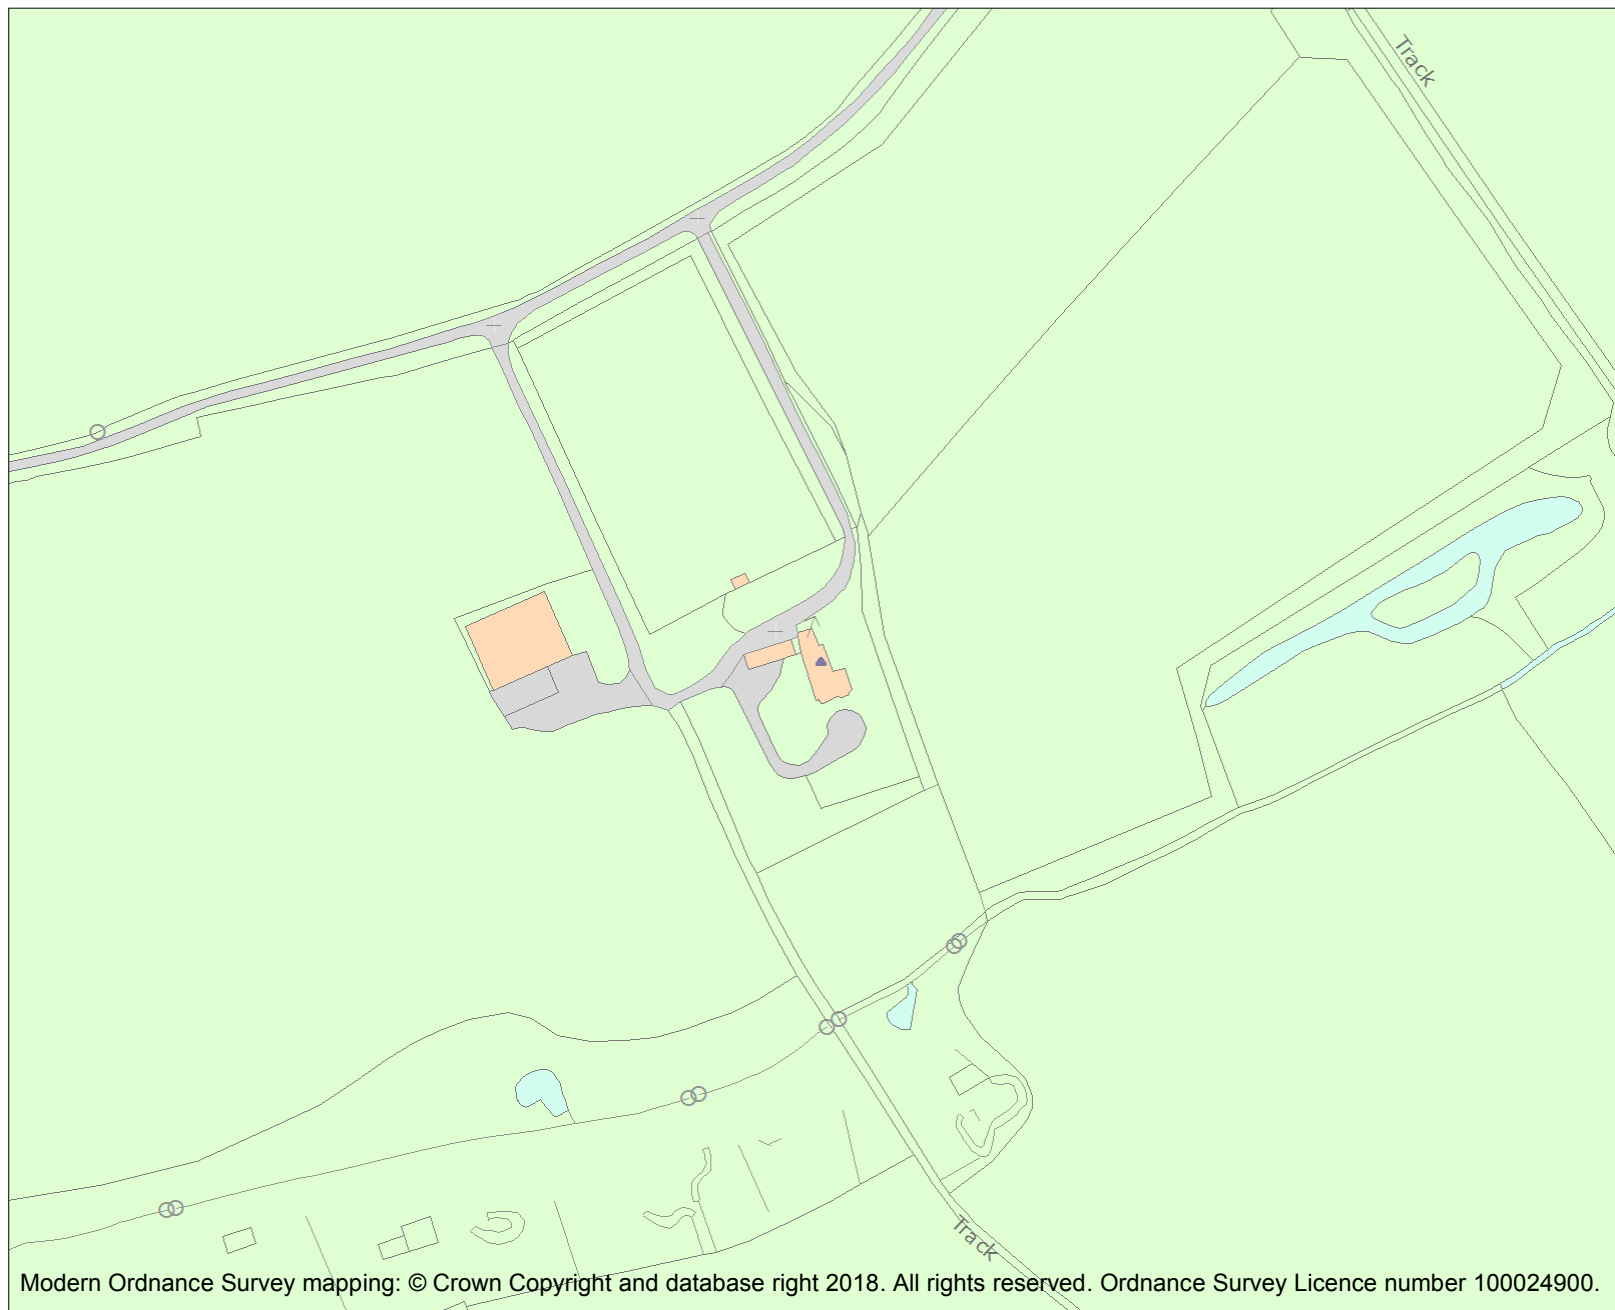 Track
Track
Modern Ordnance Survey mapping: © Crown Copyright and database right 2018. All rights reserved. Ordnance Survey Licence number 100024900.